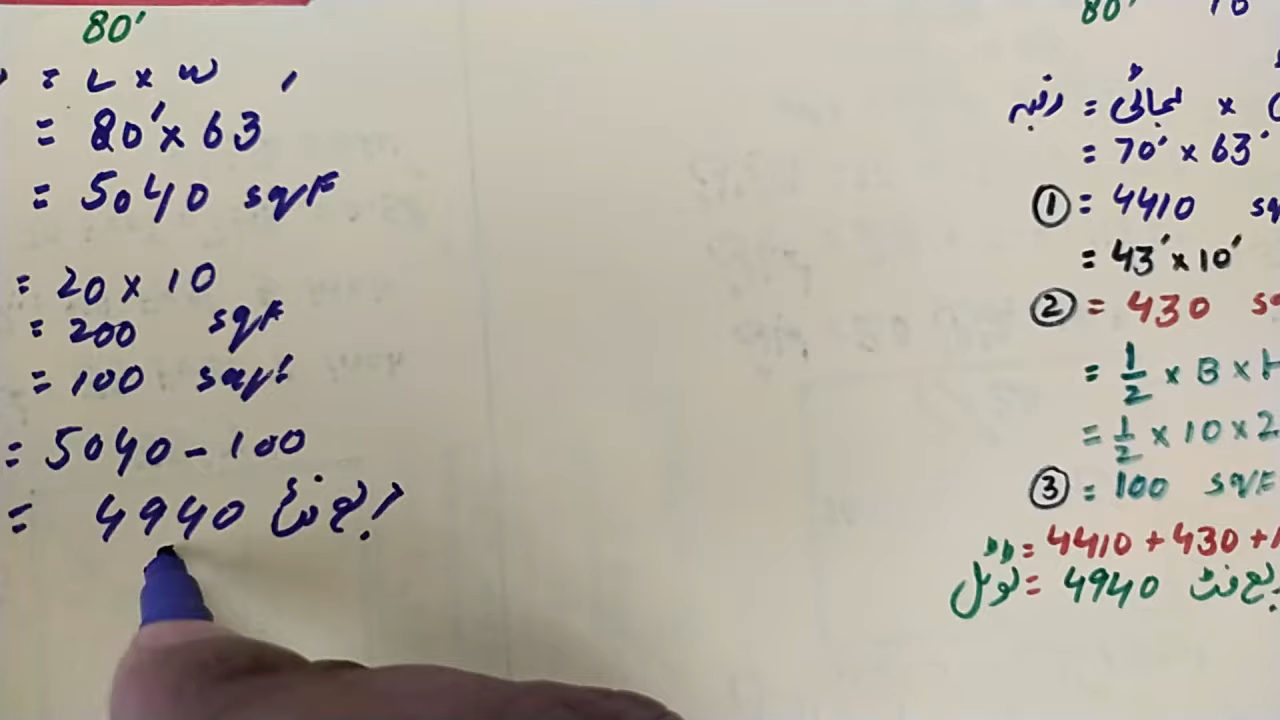 80'
= L x W
= 80' x 63'
= 5040 sqf
= 20 x 10
= 200 sqf
= 100 sqft
= 5040 - 100
= 4940 مربع فٹ
80' 10
رقبہ = لمبائی x
= 70' x 63'
① = 4410 sq
= 43' x 10'
② = 430 s
= 1/2 x B x H
= 1/2 x 10 x 2
③ = 100 sqf
= 4410 + 430 + 1
ٹوٹل = 4940 مربع فٹ